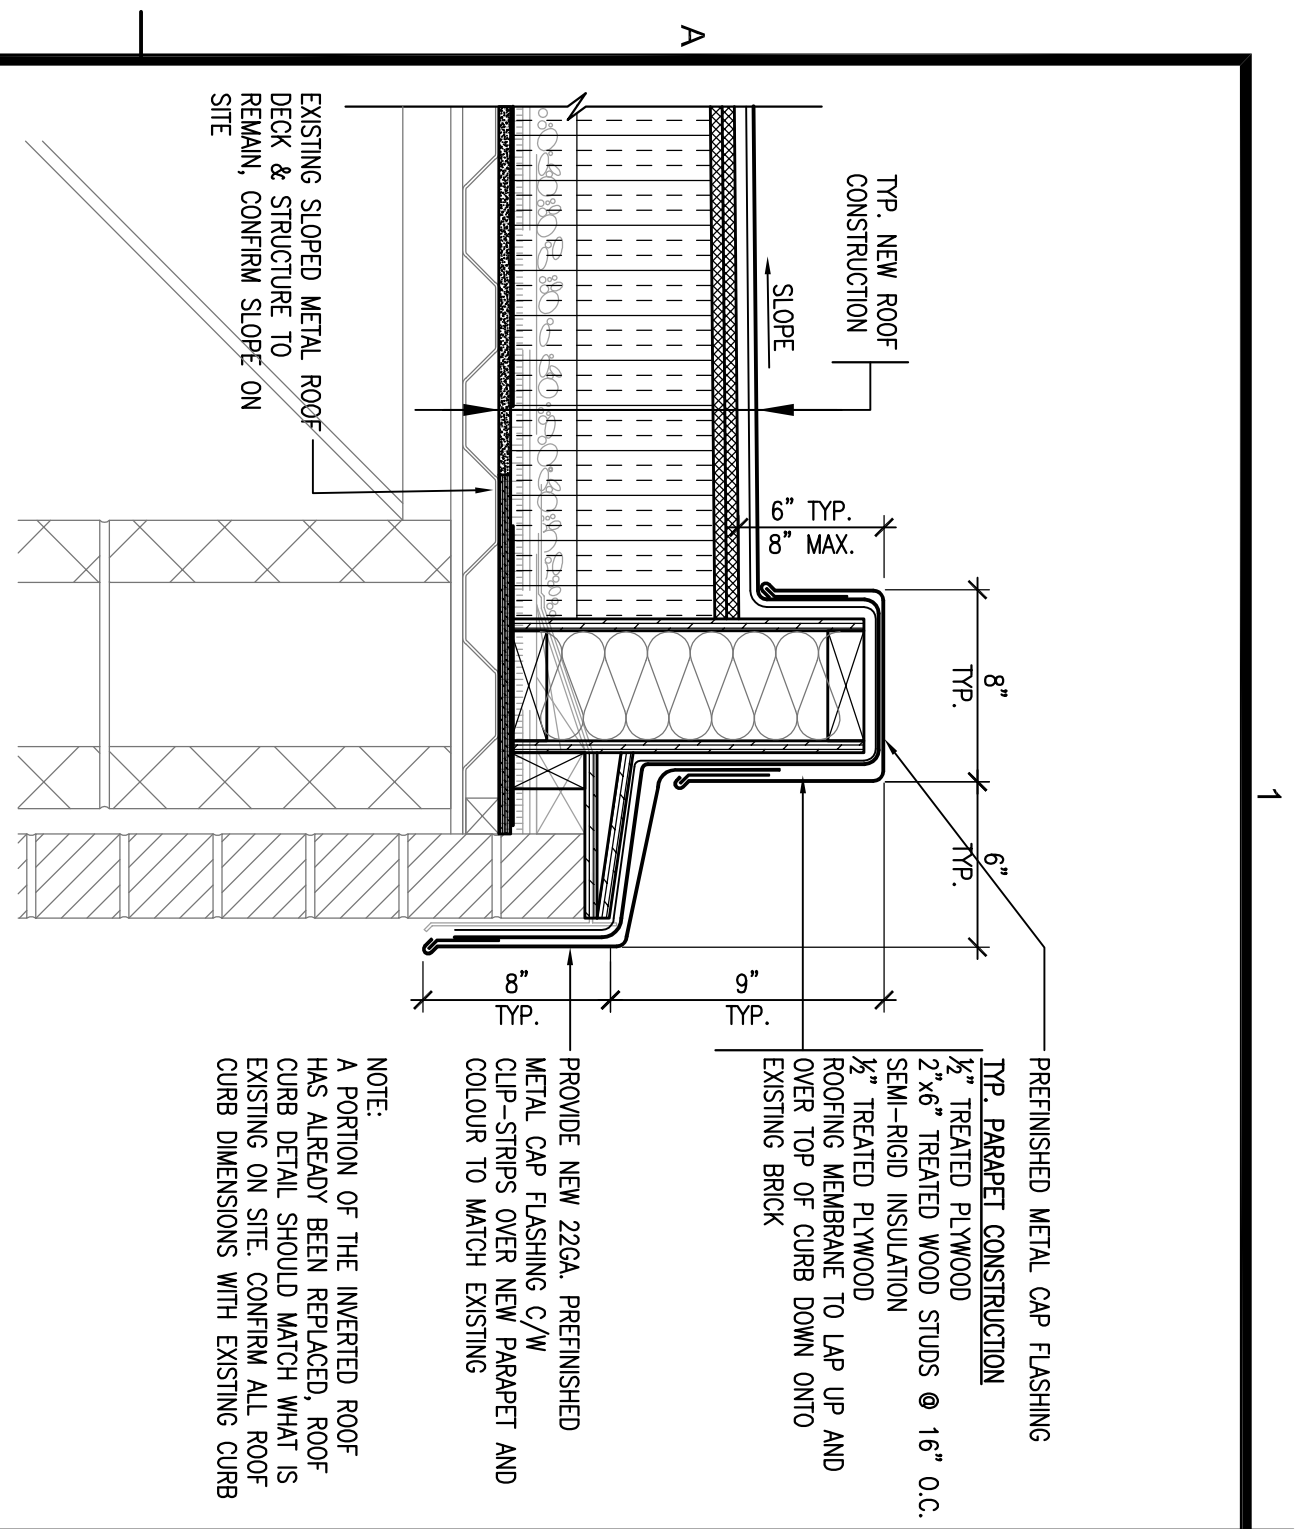 1
A
TYP. NEW ROOF
CONSTRUCTION
SLOPE
EXISTING SLOPED METAL ROOF
DECK & STRUCTURE TO
REMAIN, CONFIRM SLOPE ON
SITE
6" TYP.
8" MAX.
8"
TYP.
6"
TYP.
9"
TYP.
8"
TYP.
PREFINISHED METAL CAP FLASHING
TYP. PARAPET CONSTRUCTION
½" TREATED PLYWOOD
2"x6" TREATED WOOD STUDS @ 16" O.C.
SEMI-RIGID INSULATION
½" TREATED PLYWOOD
ROOFING MEMBRANE TO LAP UP AND
OVER TOP OF CURB DOWN ONTO
EXISTING BRICK
PROVIDE NEW 22GA. PREFINISHED
METAL CAP FLASHING C/W
CLIP-STRIPS OVER NEW PARAPET AND
COLOUR TO MATCH EXISTING
NOTE:
A PORTION OF THE INVERTED ROOF
HAS ALREADY BEEN REPLACED, ROOF
CURB DETAIL SHOULD MATCH WHAT IS
EXISTING ON SITE. CONFIRM ALL ROOF
CURB DIMENSIONS WITH EXISTING CURB